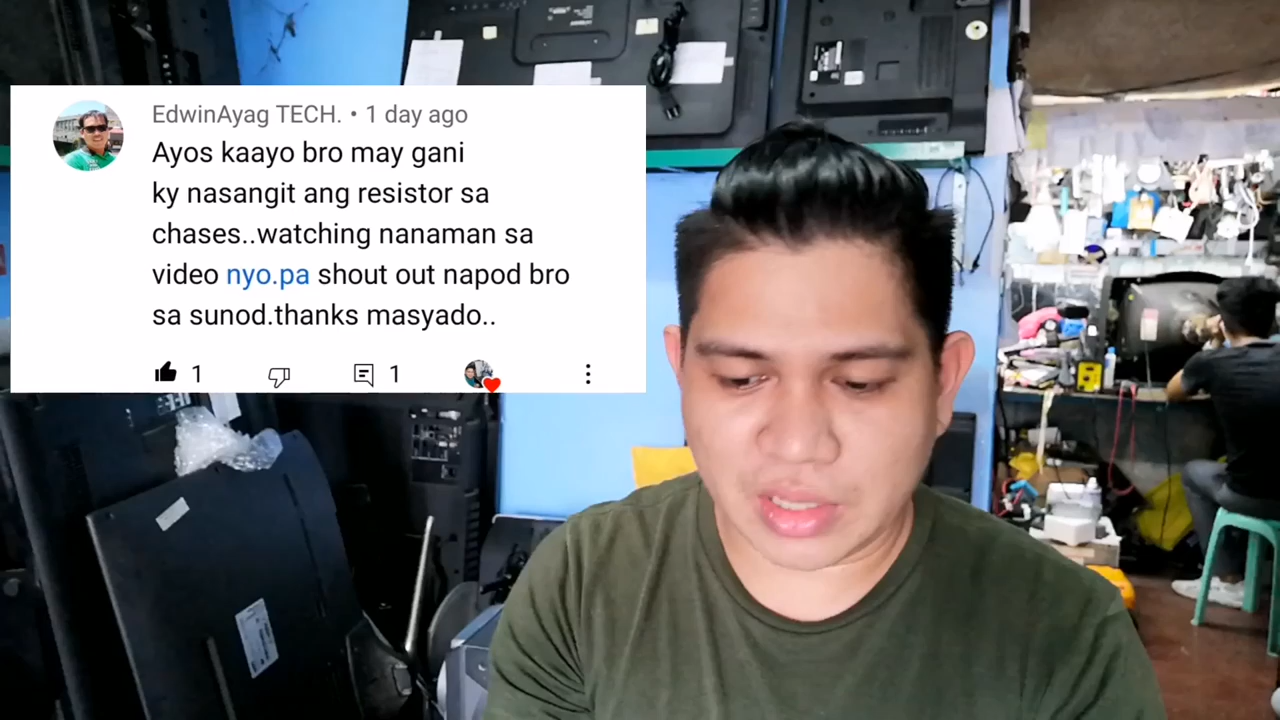 EdwinAyag TECH. • 1 day ago
Ayos kaayo bro may gani
ky nasangit ang resistor sa
chases..watching nanaman sa
video nyo.pa shout out napod bro
sa sunod.thanks masyado..
1
1